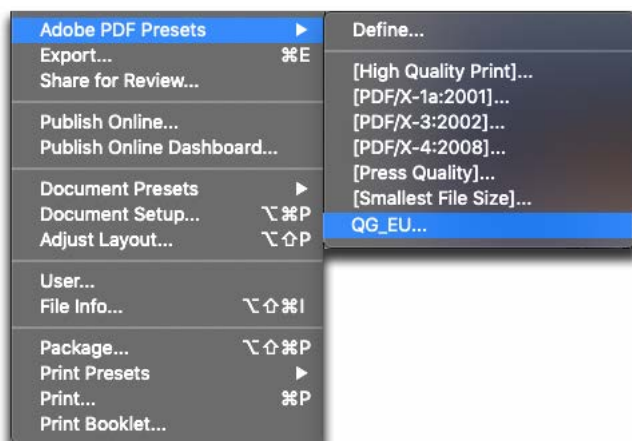 Adobe PDF Presets ▶
Export... ⌘E
Share for Review...
Publish Online...
Publish Online Dashboard...
Document Presets ▶
Document Setup... ⌥⌘P
Adjust Layout... ⌥⇧P
User...
File Info... ⌥⇧⌘I
Package... ⌥⇧⌘P
Print Presets ▶
Print... ⌘P
Print Booklet...
Define...
[High Quality Print]...
[PDF/X-1a:2001]...
[PDF/X-3:2002]...
[PDF/X-4:2008]...
[Press Quality]...
[Smallest File Size]...
QG_EU...